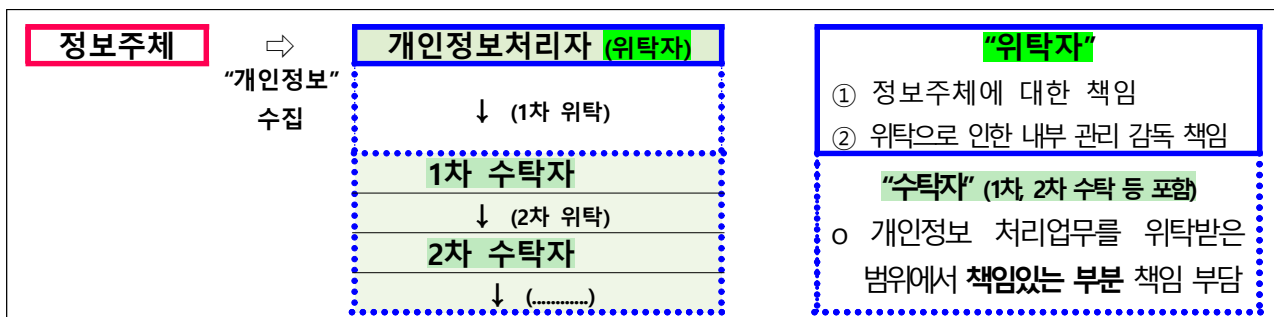 정보주체
⇨
“개인정보”
수집
개인정보처리자 (위탁자)
↓ (1차 위탁)
1차 수탁자
↓ (2차 위탁)
2차 수탁자
↓ (............)
“위탁자”
① 정보주체에 대한 책임
② 위탁으로 인한 내부 관리 감독 책임
“수탁자” (1차, 2차 수탁 등 포함)
o 개인정보 처리업무를 위탁받은
범위에서 책임있는 부분 책임 부담